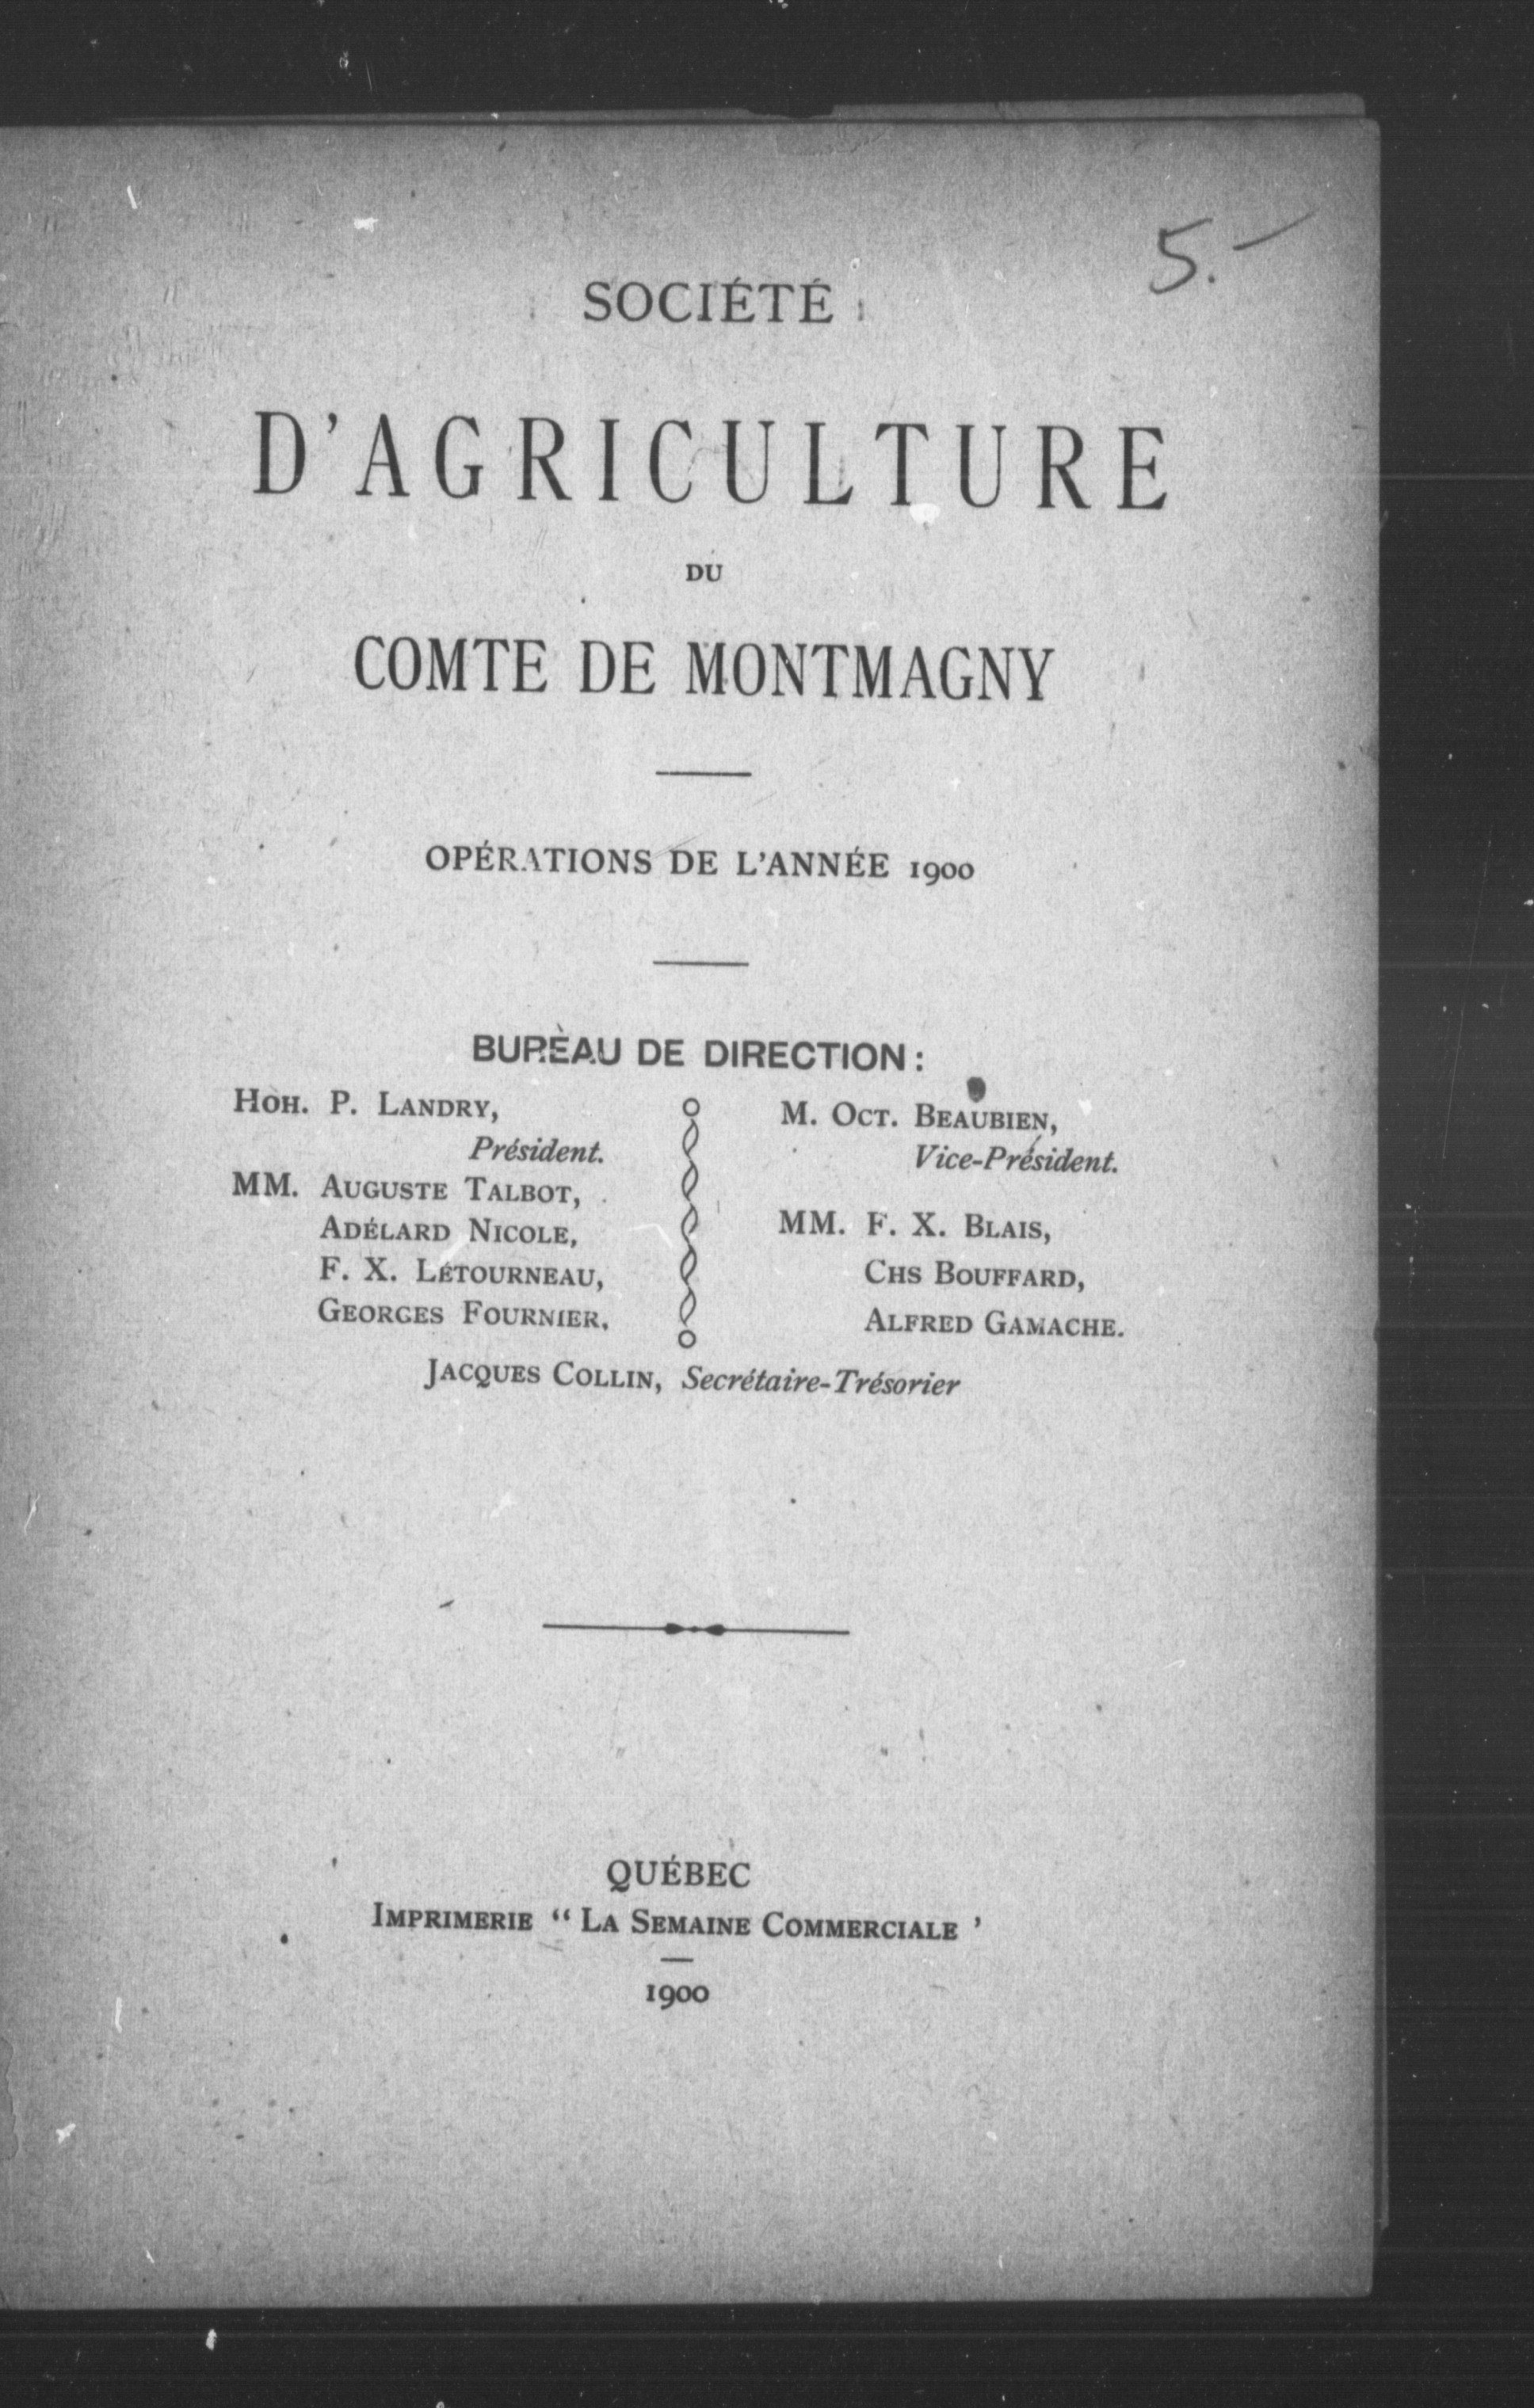 5.-
SOCIÉTÉ
D'AGRICULTURE
DU
COMTE DE MONTMAGNY
OPÉRATIONS DE L'ANNÉE 1900
BUREAU DE DIRECTION:
HOH. P. LANDRY,
Président.
MM. AUGUSTE TALBOT,
ADÉLARD NICOLE,
F. X. LÉTOURNEAU,
GEORGES FOURNIER.
M. OCT. BEAUBIEN,
Vice-Président.
MM. F. X. BLAIS,
CHS BOUFFARD,
ALFRED GAMACHE.
JACQUES COLLIN, Secrétaire-Trésorier
QUÉBEC
IMPRIMERIE “ LA SEMAINE COMMERCIALE ’
1900